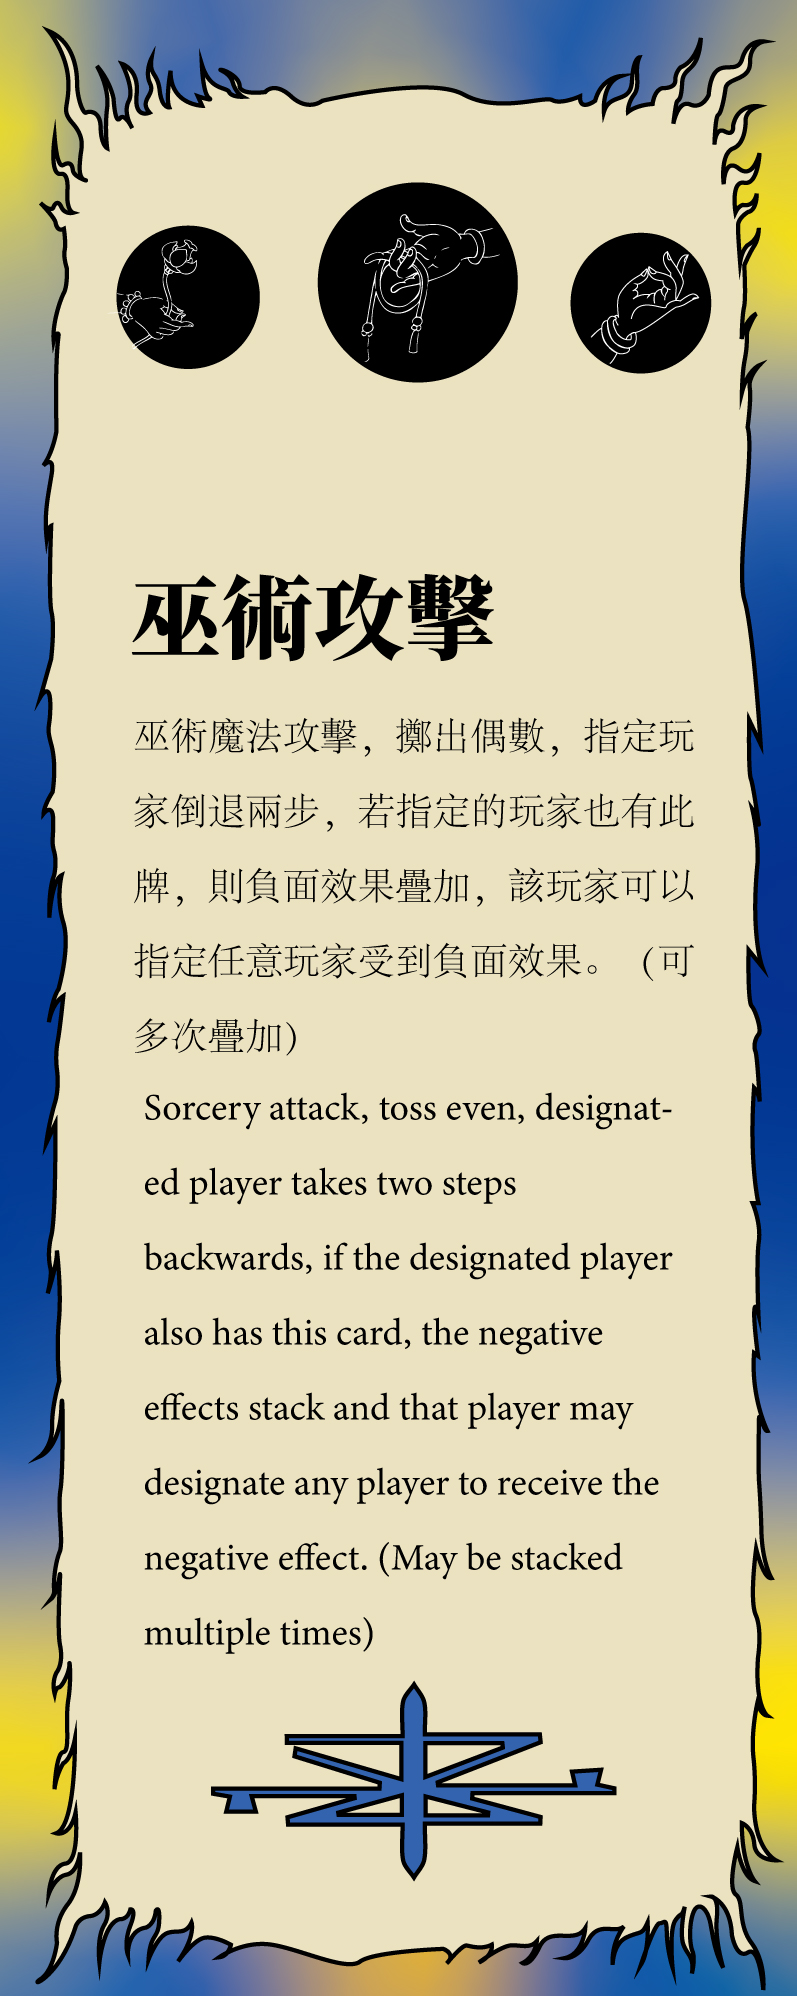 巫術攻擊
巫術魔法攻擊，擲出偶數，指定玩
家倒退兩步，若指定的玩家也有此
牌，則負面效果疊加，該玩家可以
指定任意玩家受到負面效果。（可
多次疊加）
Sorcery attack, toss even, designat-
ed player takes two steps
backwards, if the designated player
also has this card, the negative
effects stack and that player may
designate any player to receive the
negative effect. (May be stacked
multiple times)